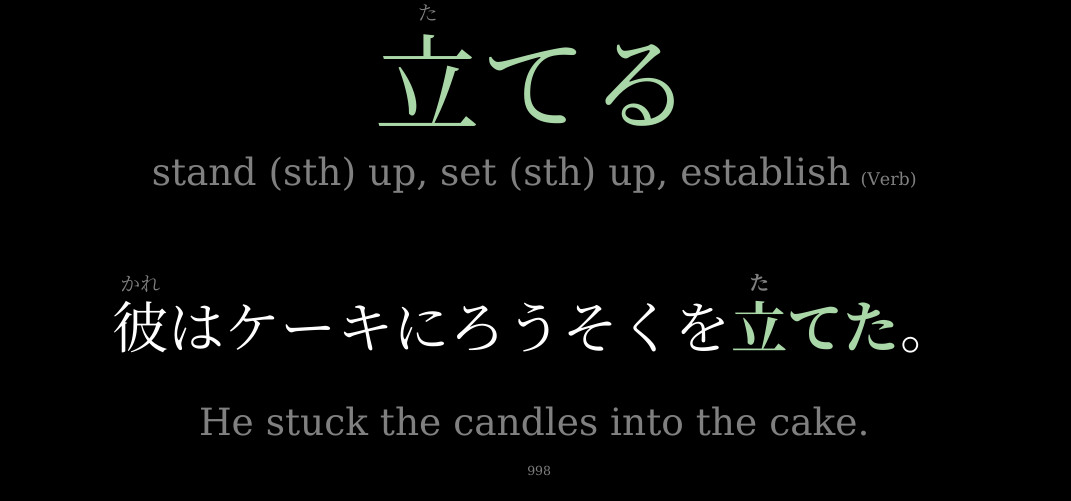 た
立てる
stand (sth) up, set (sth) up, establish (Verb)
かれ た
彼はケーキにろうそくを立てた。
He stuck the candles into the cake.
998